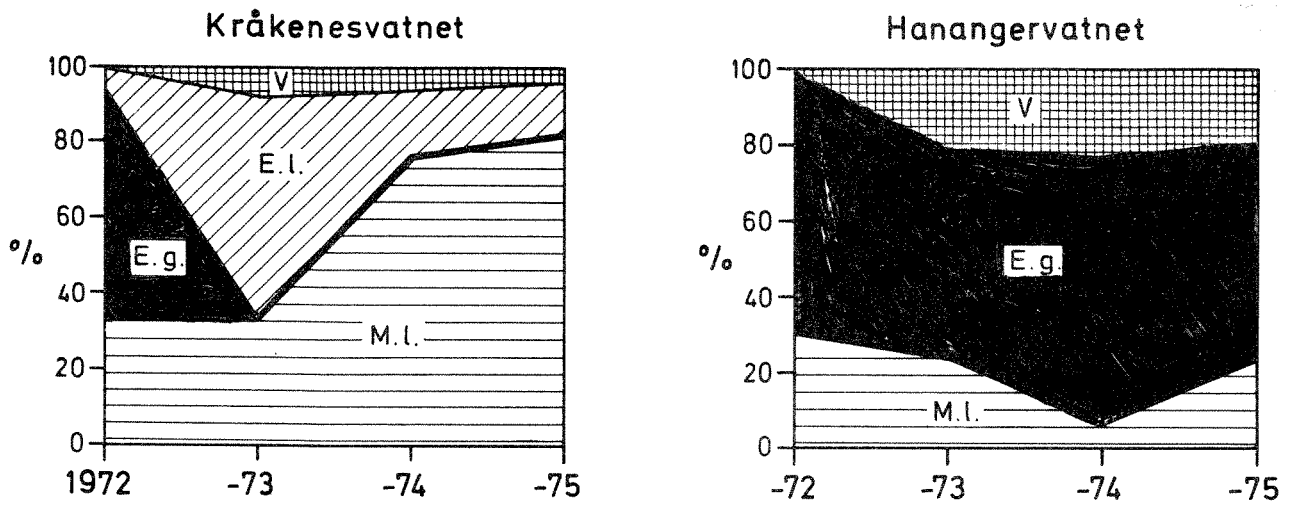 Kråkenesvatnet
100
80
60
40
20
0
%
V
E.l.
E.g.
M.l.
1972 -73 -74 -75
Hanangervatnet
100
80
60
40
20
0
%
V
E.g.
M.l.
-72 -73 -74 -75